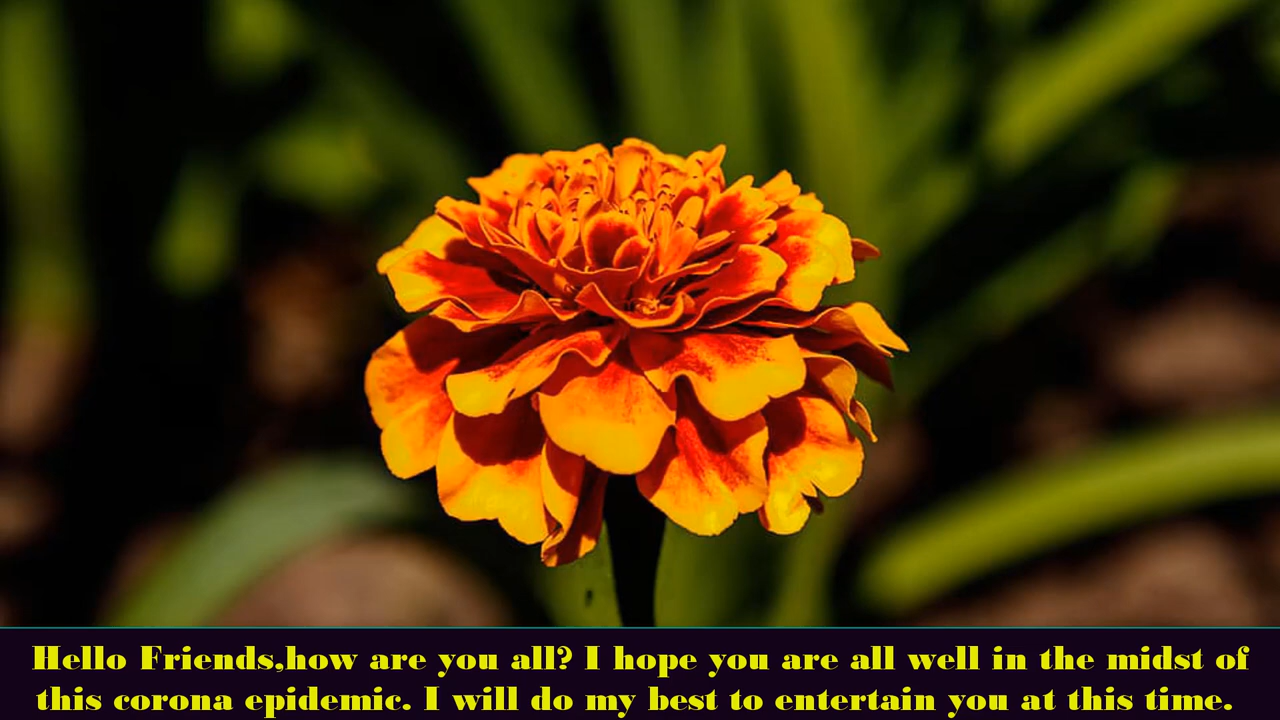 Hello Friends,how are you all? I hope you are all well in the midst of
this corona epidemic. I will do my best to entertain you at this time.